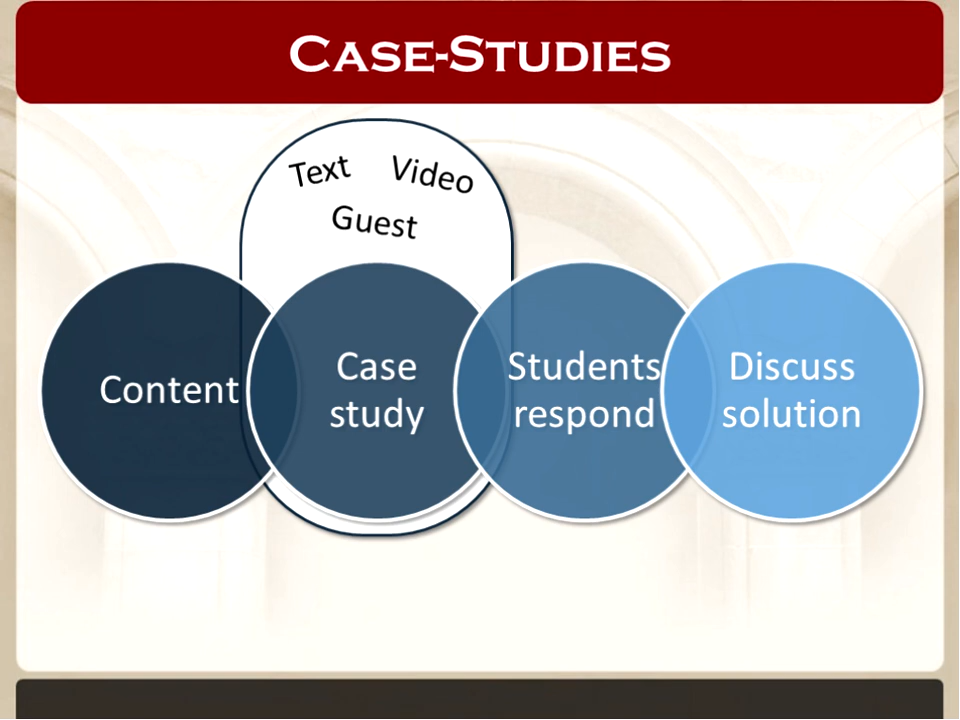 CASE-STUDIES
Text Video
Guest
Content
Case
study
Students
respond
Discuss
solution